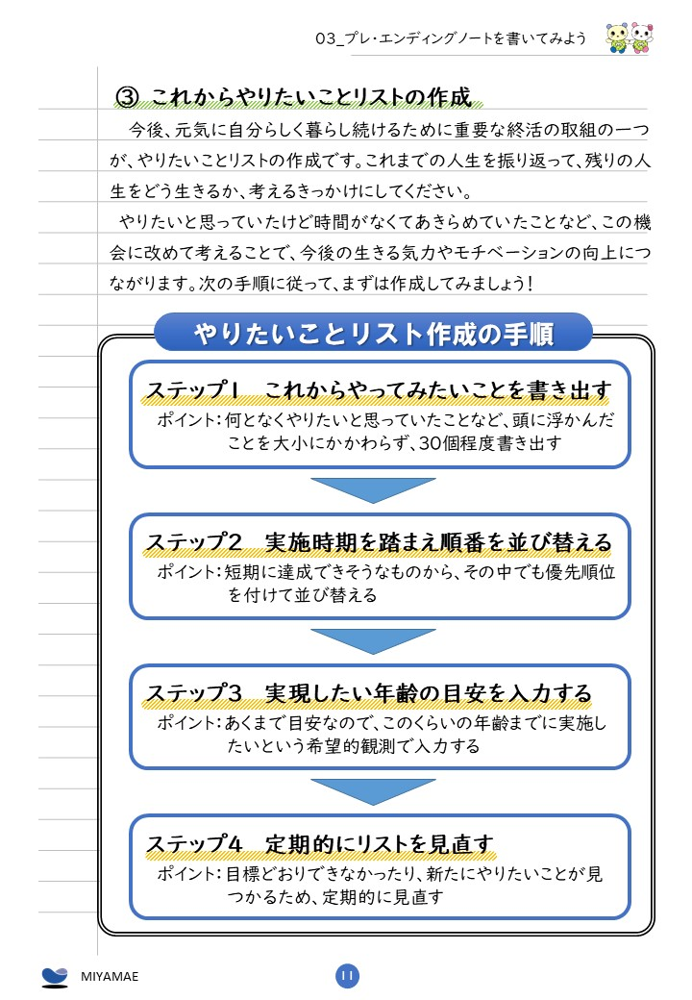 03_プレ・エンディングノートを書いてみよう
③ これからやりたいことリストの作成
今後、元気に自分らしく暮らし続けるために重要な終活の取組の一つ
が、やりたいことリストの作成です。これまでの人生を振り返って、残りの人
生をどう生きるか、考えるきっかけにしてください。
やりたいと思っていたけど時間がなくてあきらめていたことなど、この機
会に改めて考えることで、今後の生きる気力やモチベーションの向上につ
ながります。次の手順に従って、まずは作成してみましょう！
やりたいことリスト作成の手順
ステップ1　これからやってみたいことを書き出す
ポイント：何となくやりたいと思っていたことなど、頭に浮かんだ
ことを大小にかかわらず、30個程度書き出す
ステップ2　実施時期を踏まえ順番を並び替える
ポイント：短期に達成できそうなものから、その中でも優先順位
を付けて並び替える
ステップ3　実現したい年齢の目安を入力する
ポイント：あくまで目安なので、このくらいの年齢までに実施し
たいという希望的観測で入力する
ステップ4　定期的にリストを見直す
ポイント：目標どおりできなかったり、新たにやりたいことが見
つかるため、定期的に見直す
MIYAMAE
11